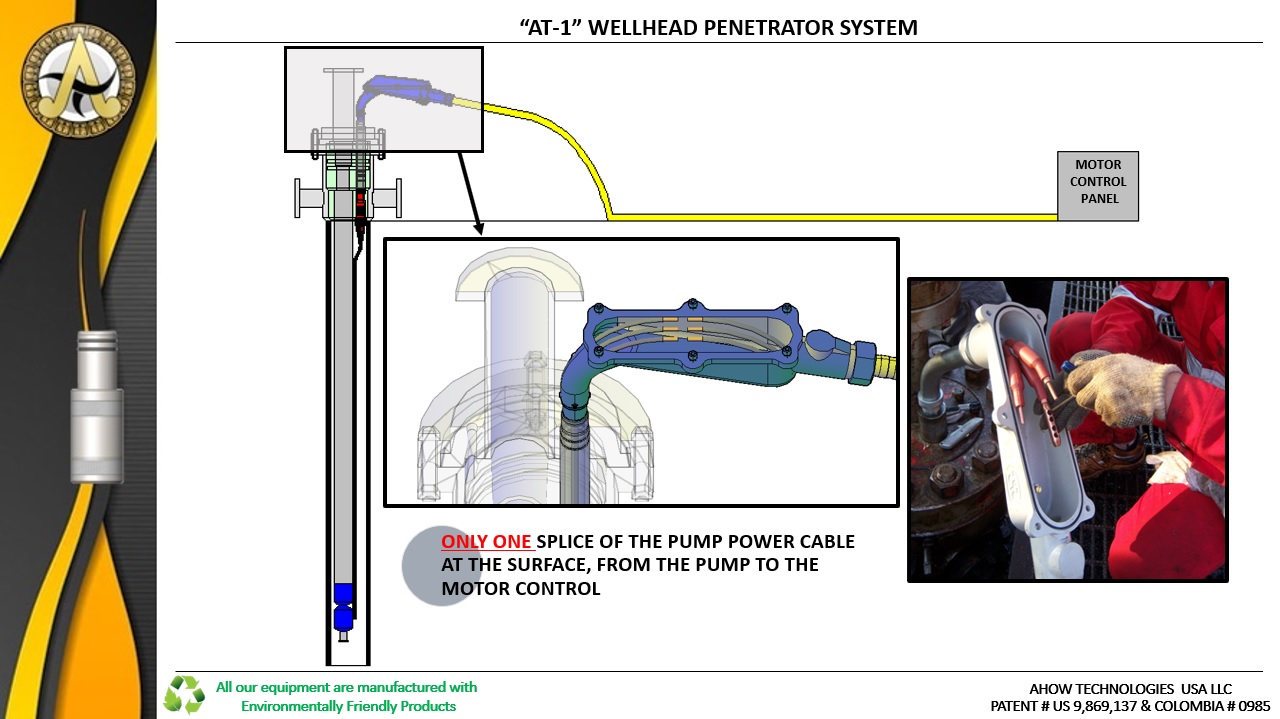 “AT-1” WELLHEAD PENETRATOR SYSTEM
MOTOR
CONTROL
PANEL
ONLY ONE SPLICE OF THE PUMP POWER CABLE
AT THE SURFACE, FROM THE PUMP TO THE
MOTOR CONTROL
All our equipment are manufactured with
Environmentally Friendly Products
AHOW TECHNOLOGIES  USA LLC
PATENT # US 9,869,137 & COLOMBIA # 0985